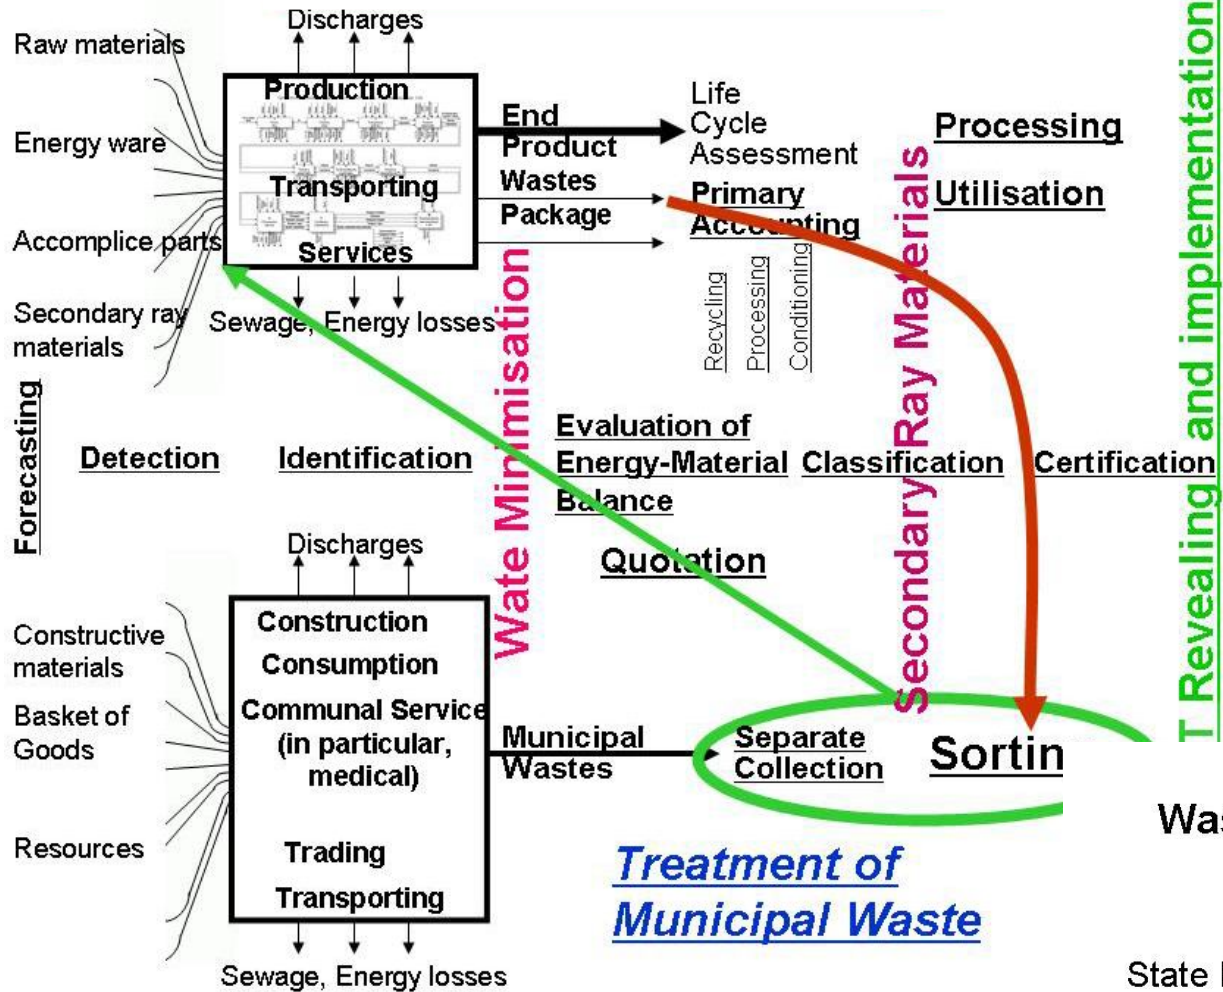 Discharges
Raw materials
Production
Energy ware
Transporting
Accomplice parts
Services
Secondary ray
materials
Sewage, Energy losses
End
Product
Wastes
Package
Life
Cycle
Assessment
Primary
Accounting
Recycling
Processing
Conditioning
Processing
Utilisation
Wate Minimisation
Secondary Ray Materials
T Revealing and implementation
Forecasting
Detection
Identification
Evaluation of
Energy-Material
Balance
Classification
Certification
Quotation
Discharges
Constructive
materials
Basket of
Goods
Resources
Construction
Consumption
Communal Service
(in particular,
medical)
Trading
Transporting
Sewage, Energy losses
Municipal
Wastes
Separate
Collection
Sortin
Was
Treatment of
Municipal Waste
State